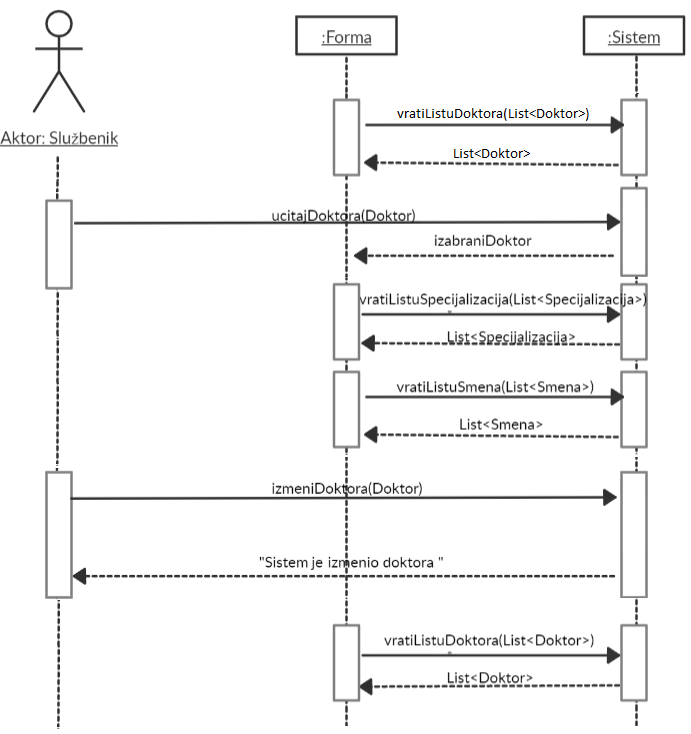 :Forma
:Sistem
Aktor: Službenik
vratiListuDoktora(List<Doktor>)
List<Doktor>
ucitajDoktora(Doktor)
izabraniDoktor
vratiListuSpecijalizacija(List<Specijalizacija>)
List<Specijalizacija>
vratiListuSmena(List<Smena>)
List<Smena>
izmeniDoktora(Doktor)
"Sistem je izmenio doktora "
vratiListuDoktora(List<Doktor>)
List<Doktor>